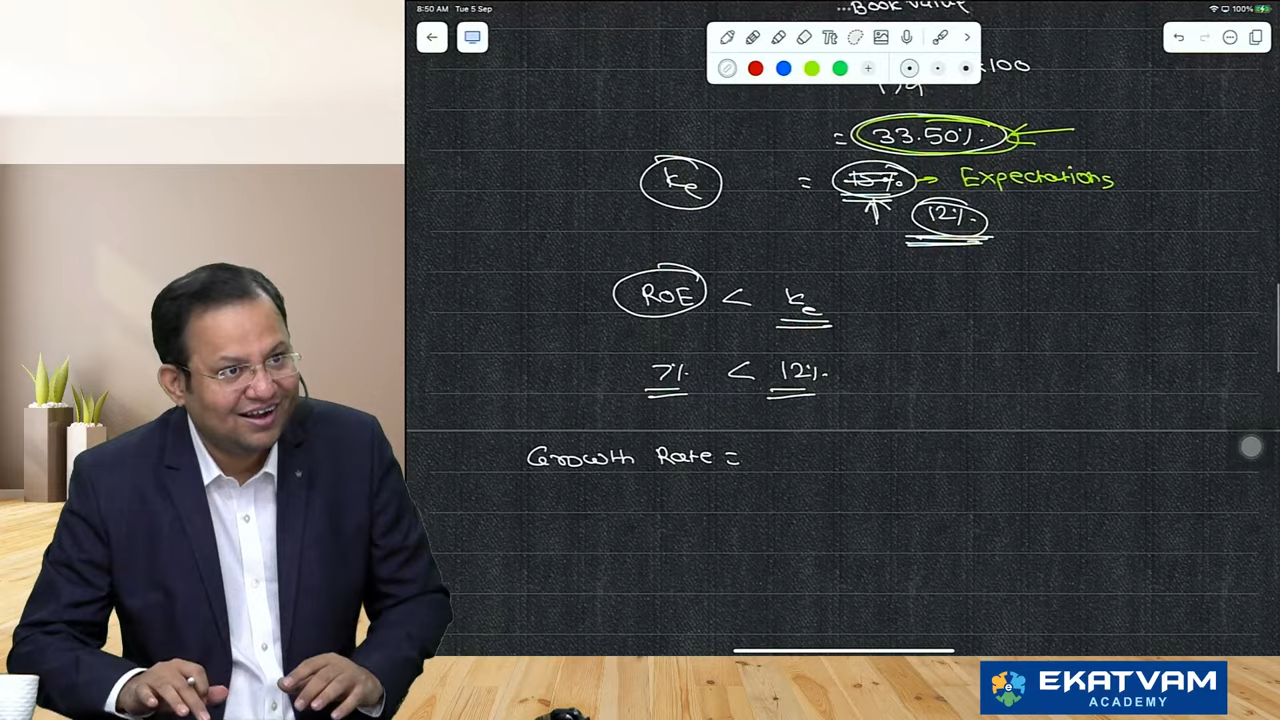 8:50 AM Tue 5 Sep
100%
Book Value
×100
= 33.50%.
ke = 15%. → Expectations
12%.
ROE < ke
7%. < 12%.
Growth Rate =
EKATVAM
ACADEMY